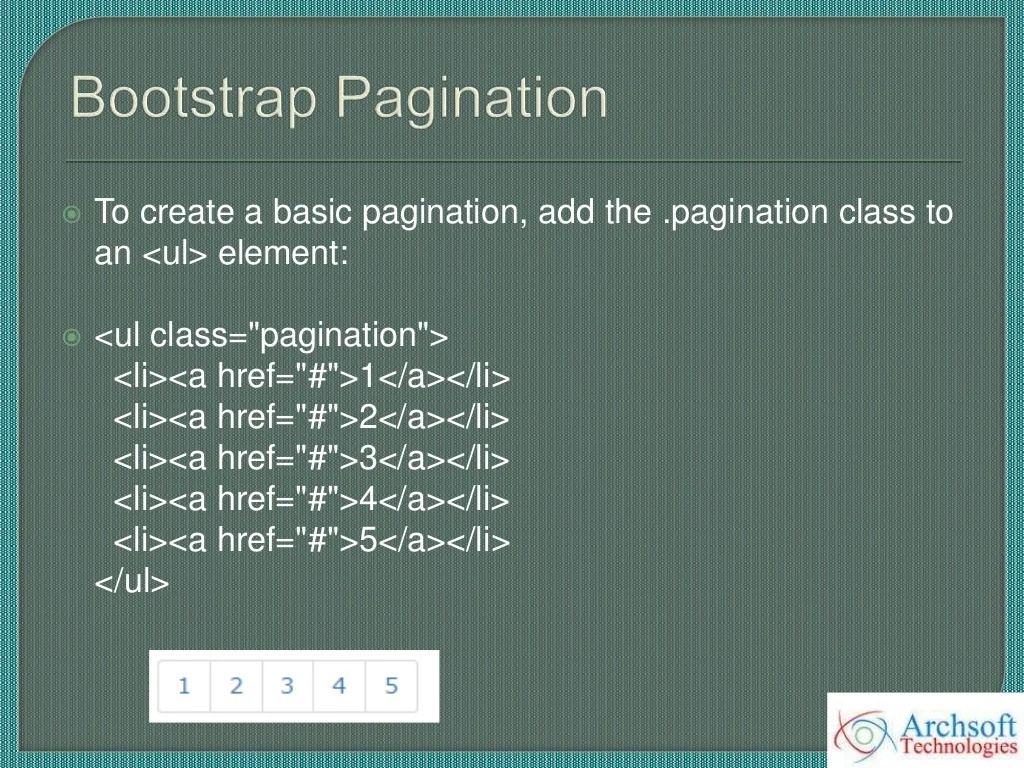 Bootstrap Pagination
To create a basic pagination, add the .pagination class to
an <ul> element:
<ul class="pagination">
<li><a href="#">1</a></li>
<li><a href="#">2</a></li>
<li><a href="#">3</a></li>
<li><a href="#">4</a></li>
<li><a href="#">5</a></li>
</ul>
1 2 3 4 5
Archsoft
Technologies